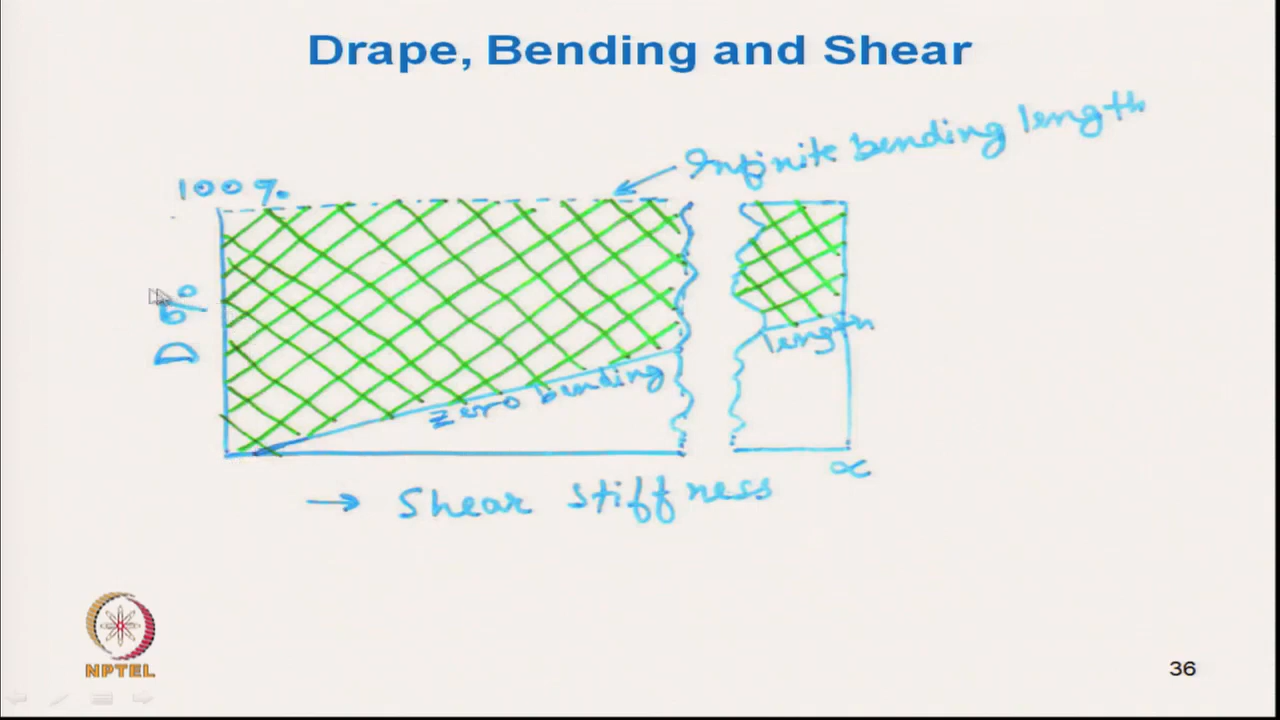 Drape, Bending and Shear
Infinite bending length
100%
D%
zero bending
length
∝
→ Shear stiffness
NPTEL
36